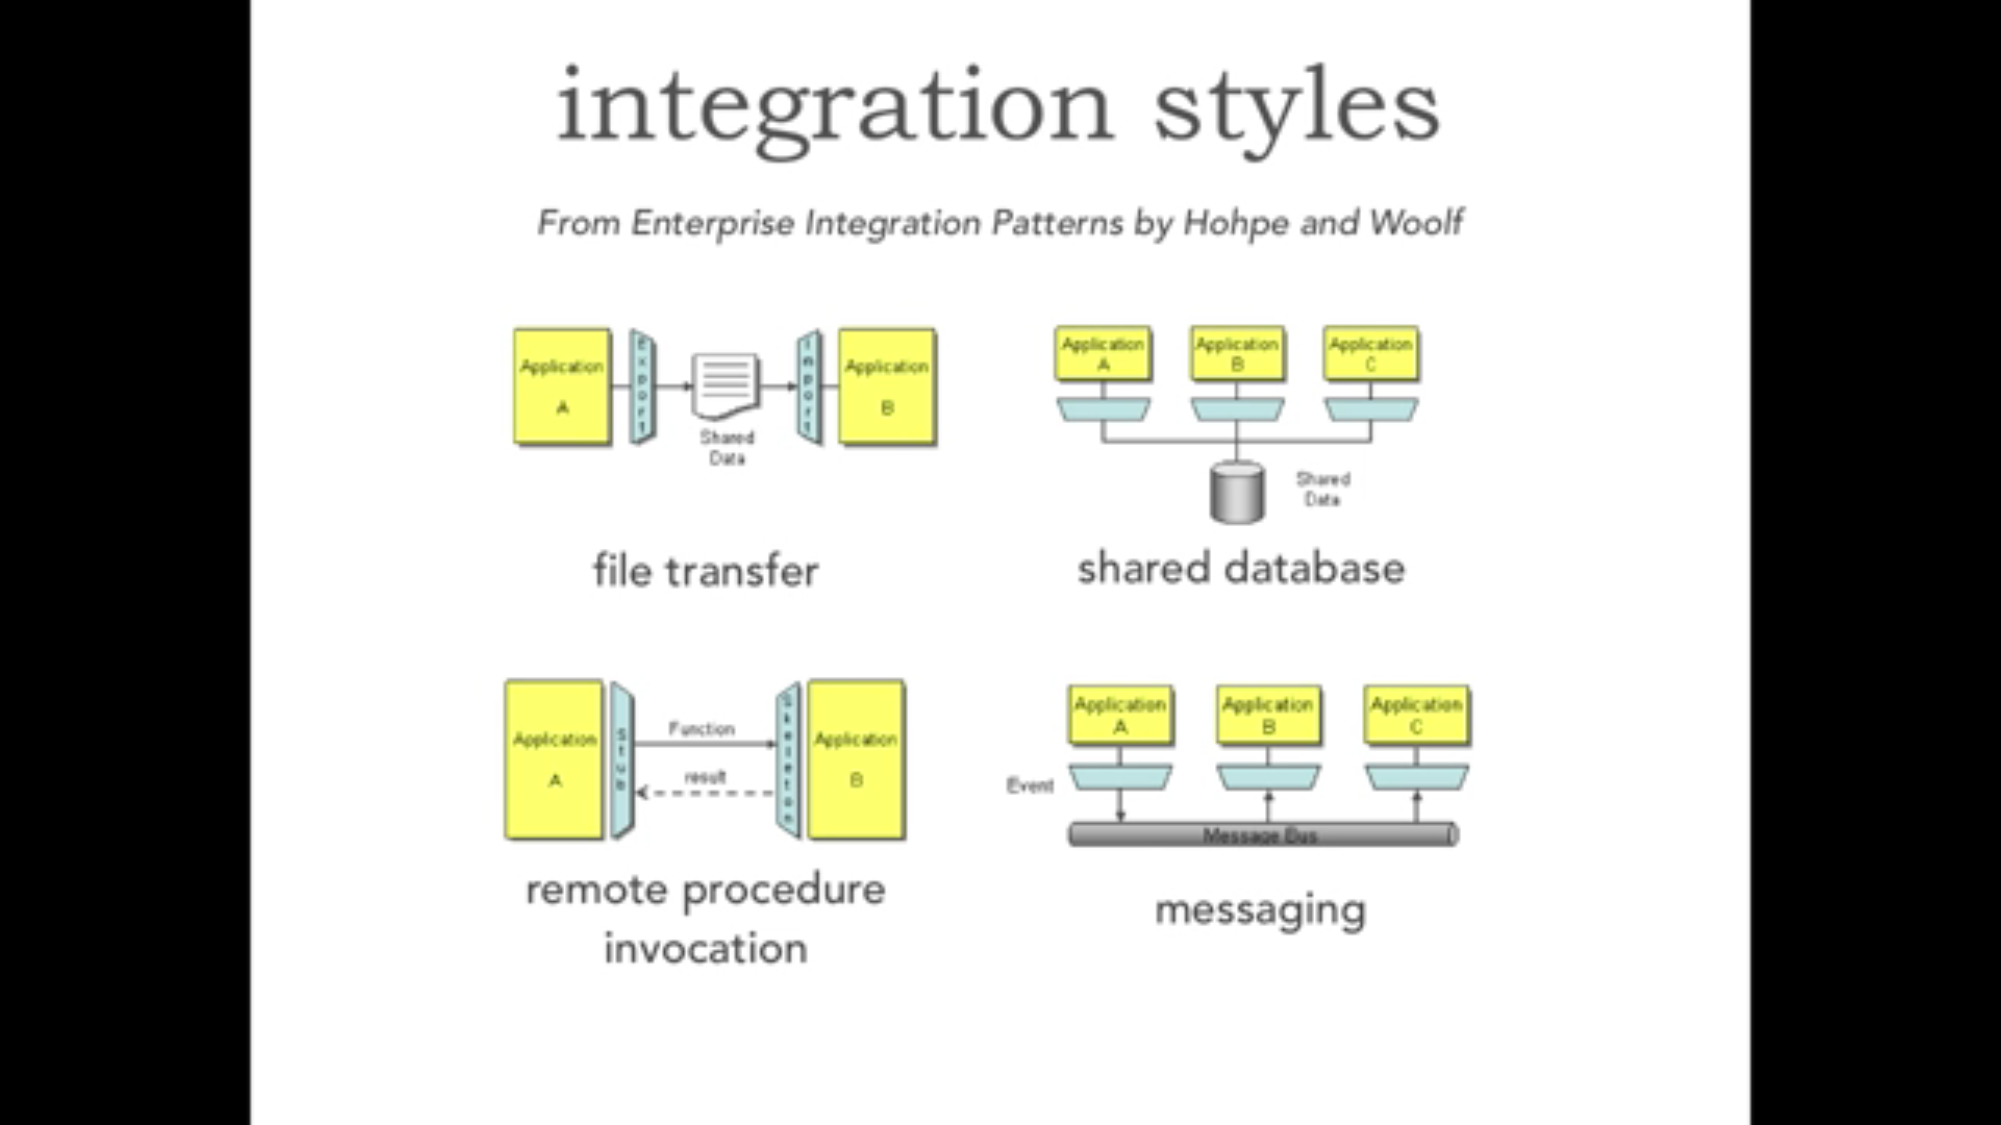 integration styles
From Enterprise Integration Patterns by Hohpe and Woolf
Application
A
Export
Shared
Data
Import
Application
B
file transfer
Application
A
Application
B
Application
C
Shared
Data
shared database
Application
A
Stub
Function
result
Skeleton
Application
B
remote procedure
invocation
Application
A
Application
B
Application
C
Event
Message Bus
messaging